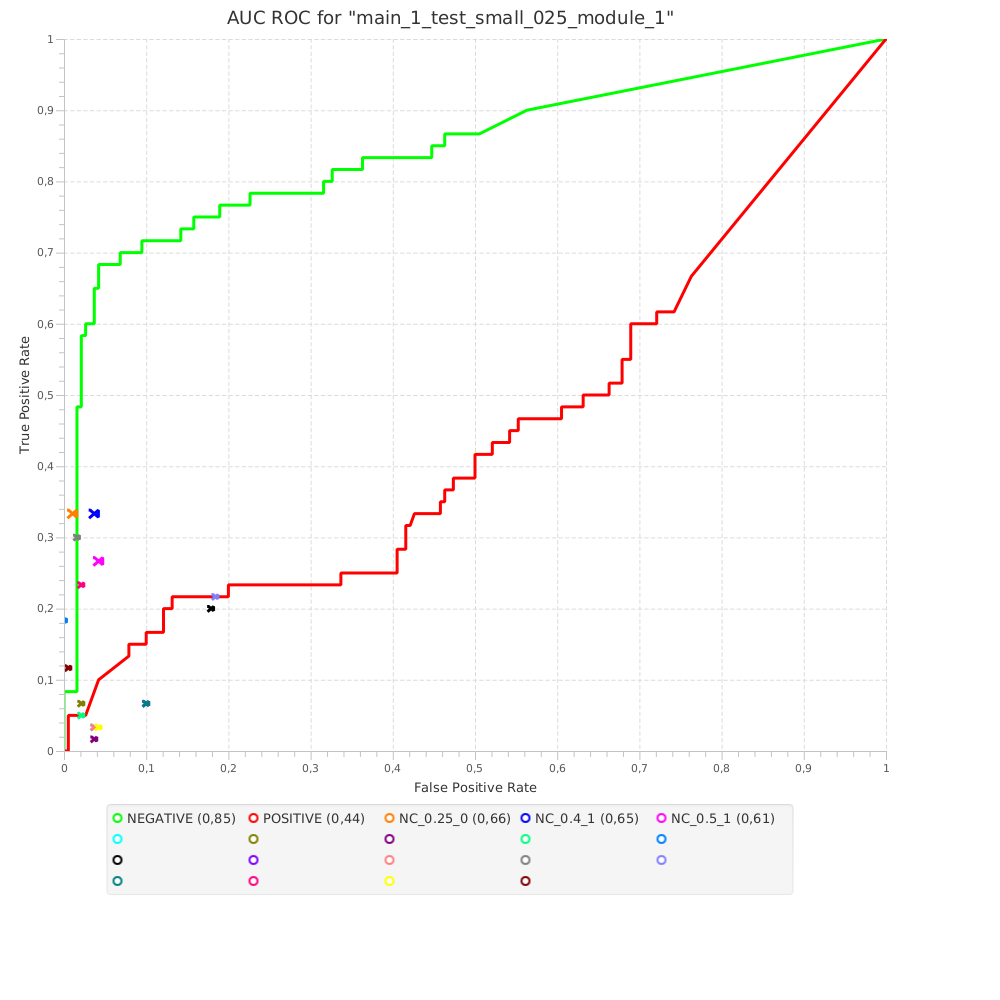 AUC ROC for "main_1_test_small_025_module_1"
1
0,9
0,8
0,7
0,6
0,5
0,4
0,3
0,2
0,1
0
True Positive Rate
0 0,1 0,2 0,3 0,4 0,5 0,6 0,7 0,8 0,9 1
False Positive Rate
NEGATIVE (0,85) POSITIVE (0,44) NC_0.25_0 (0,66) NC_0.4_1 (0,65) NC_0.5_1 (0,61)